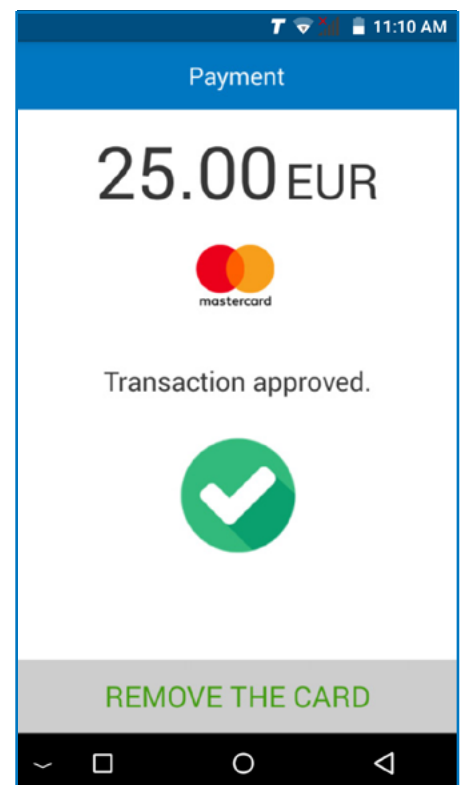 T 11:10 AM
Payment
25.00 EUR
mastercard
Transaction approved.
REMOVE THE CARD